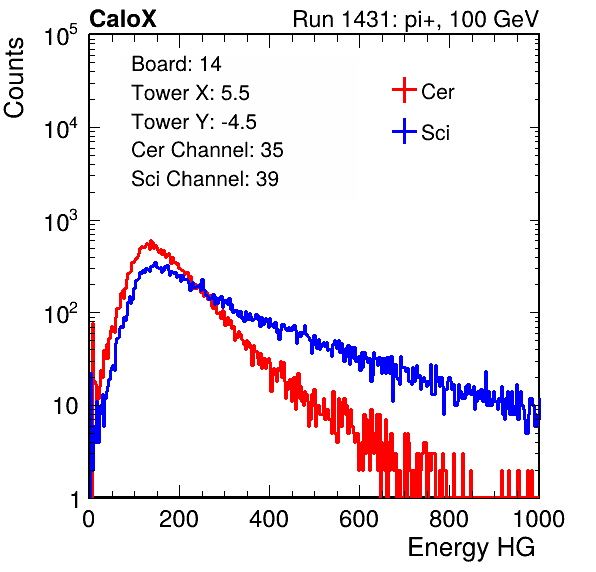 CaloX Run 1431: pi+, 100 GeV
Counts
Board: 14
Tower X: 5.5
Tower Y: -4.5
Cer Channel: 35
Sci Channel: 39
Cer
Sci
10^5
10^4
10^3
10^2
10
1
0 200 400 600 800 1000
Energy HG